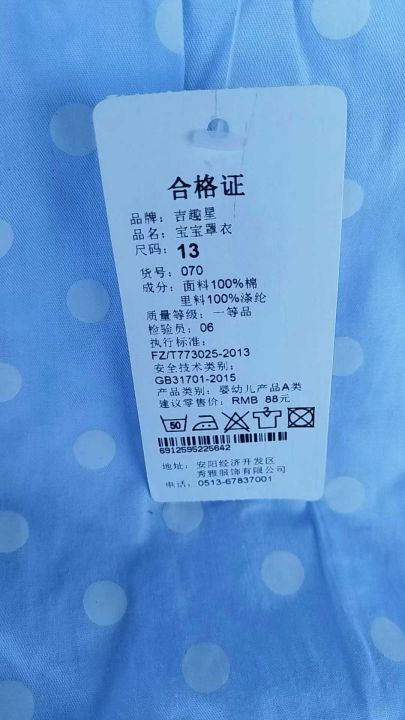 合格证
品牌：吉趣星
品名：宝宝罩衣
尺码：13
货号：070
成分：面料100%棉
里料100%涤纶
质量等级：一等品
检验员：06
执行标准：
FZ/T773025-2013
安全技术类别：
GB31701-2015
产品类别：婴幼儿产品A类
建议零售价：RMB 88元
50
6912595225642
地址：安阳经济开发区
秀雅服饰有限公司
电话：0513-67837001